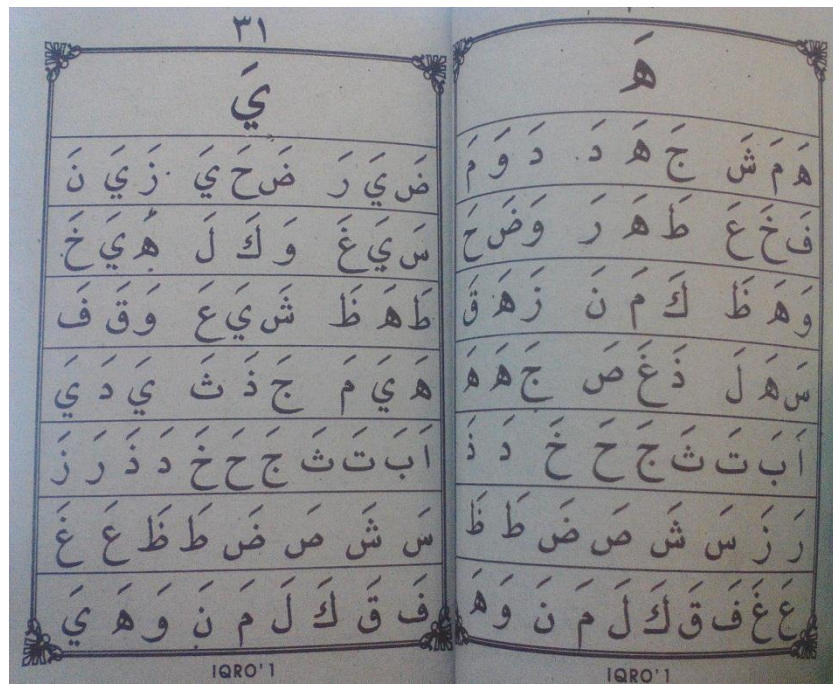 هَ
هَ مَ شَ جَ هَ دَ دَ وَ مَ
فَ خَ عَ طَ هَ رَ وَ ضَ حَ
وَ هَ ظَ كَ مَ نَ زَ هَ قَ
سَ هَ لَ ذَ غَ صَ جَ هَ هَ
اَ بَ تَ ثَ جَ حَ خَ دَ ذَ
رَ زَ سَ شَ صَ ضَ طَ ظَ
عَ غَ فَ قَ كَ لَ مَ نَ وَ هَ
IQRO'1
٣١
يَ
ضَ يَ رَ ضَ حَ يَ زَ يَ نَ
سَ يَ غَ وَ كَ لَ هَ يَ خَ
طَ هَ ظَ شَ يَ عَ وَ قَ فَ
هَ يَ مَ جَ ذَ ثَ يَ دَ يَ
اَ بَ تَ ثَ جَ حَ خَ دَ ذَ رَ زَ
سَ شَ صَ ضَ طَ ظَ عَ غَ
فَ قَ كَ لَ مَ نَ وَ هَ يَ
IQRO'1